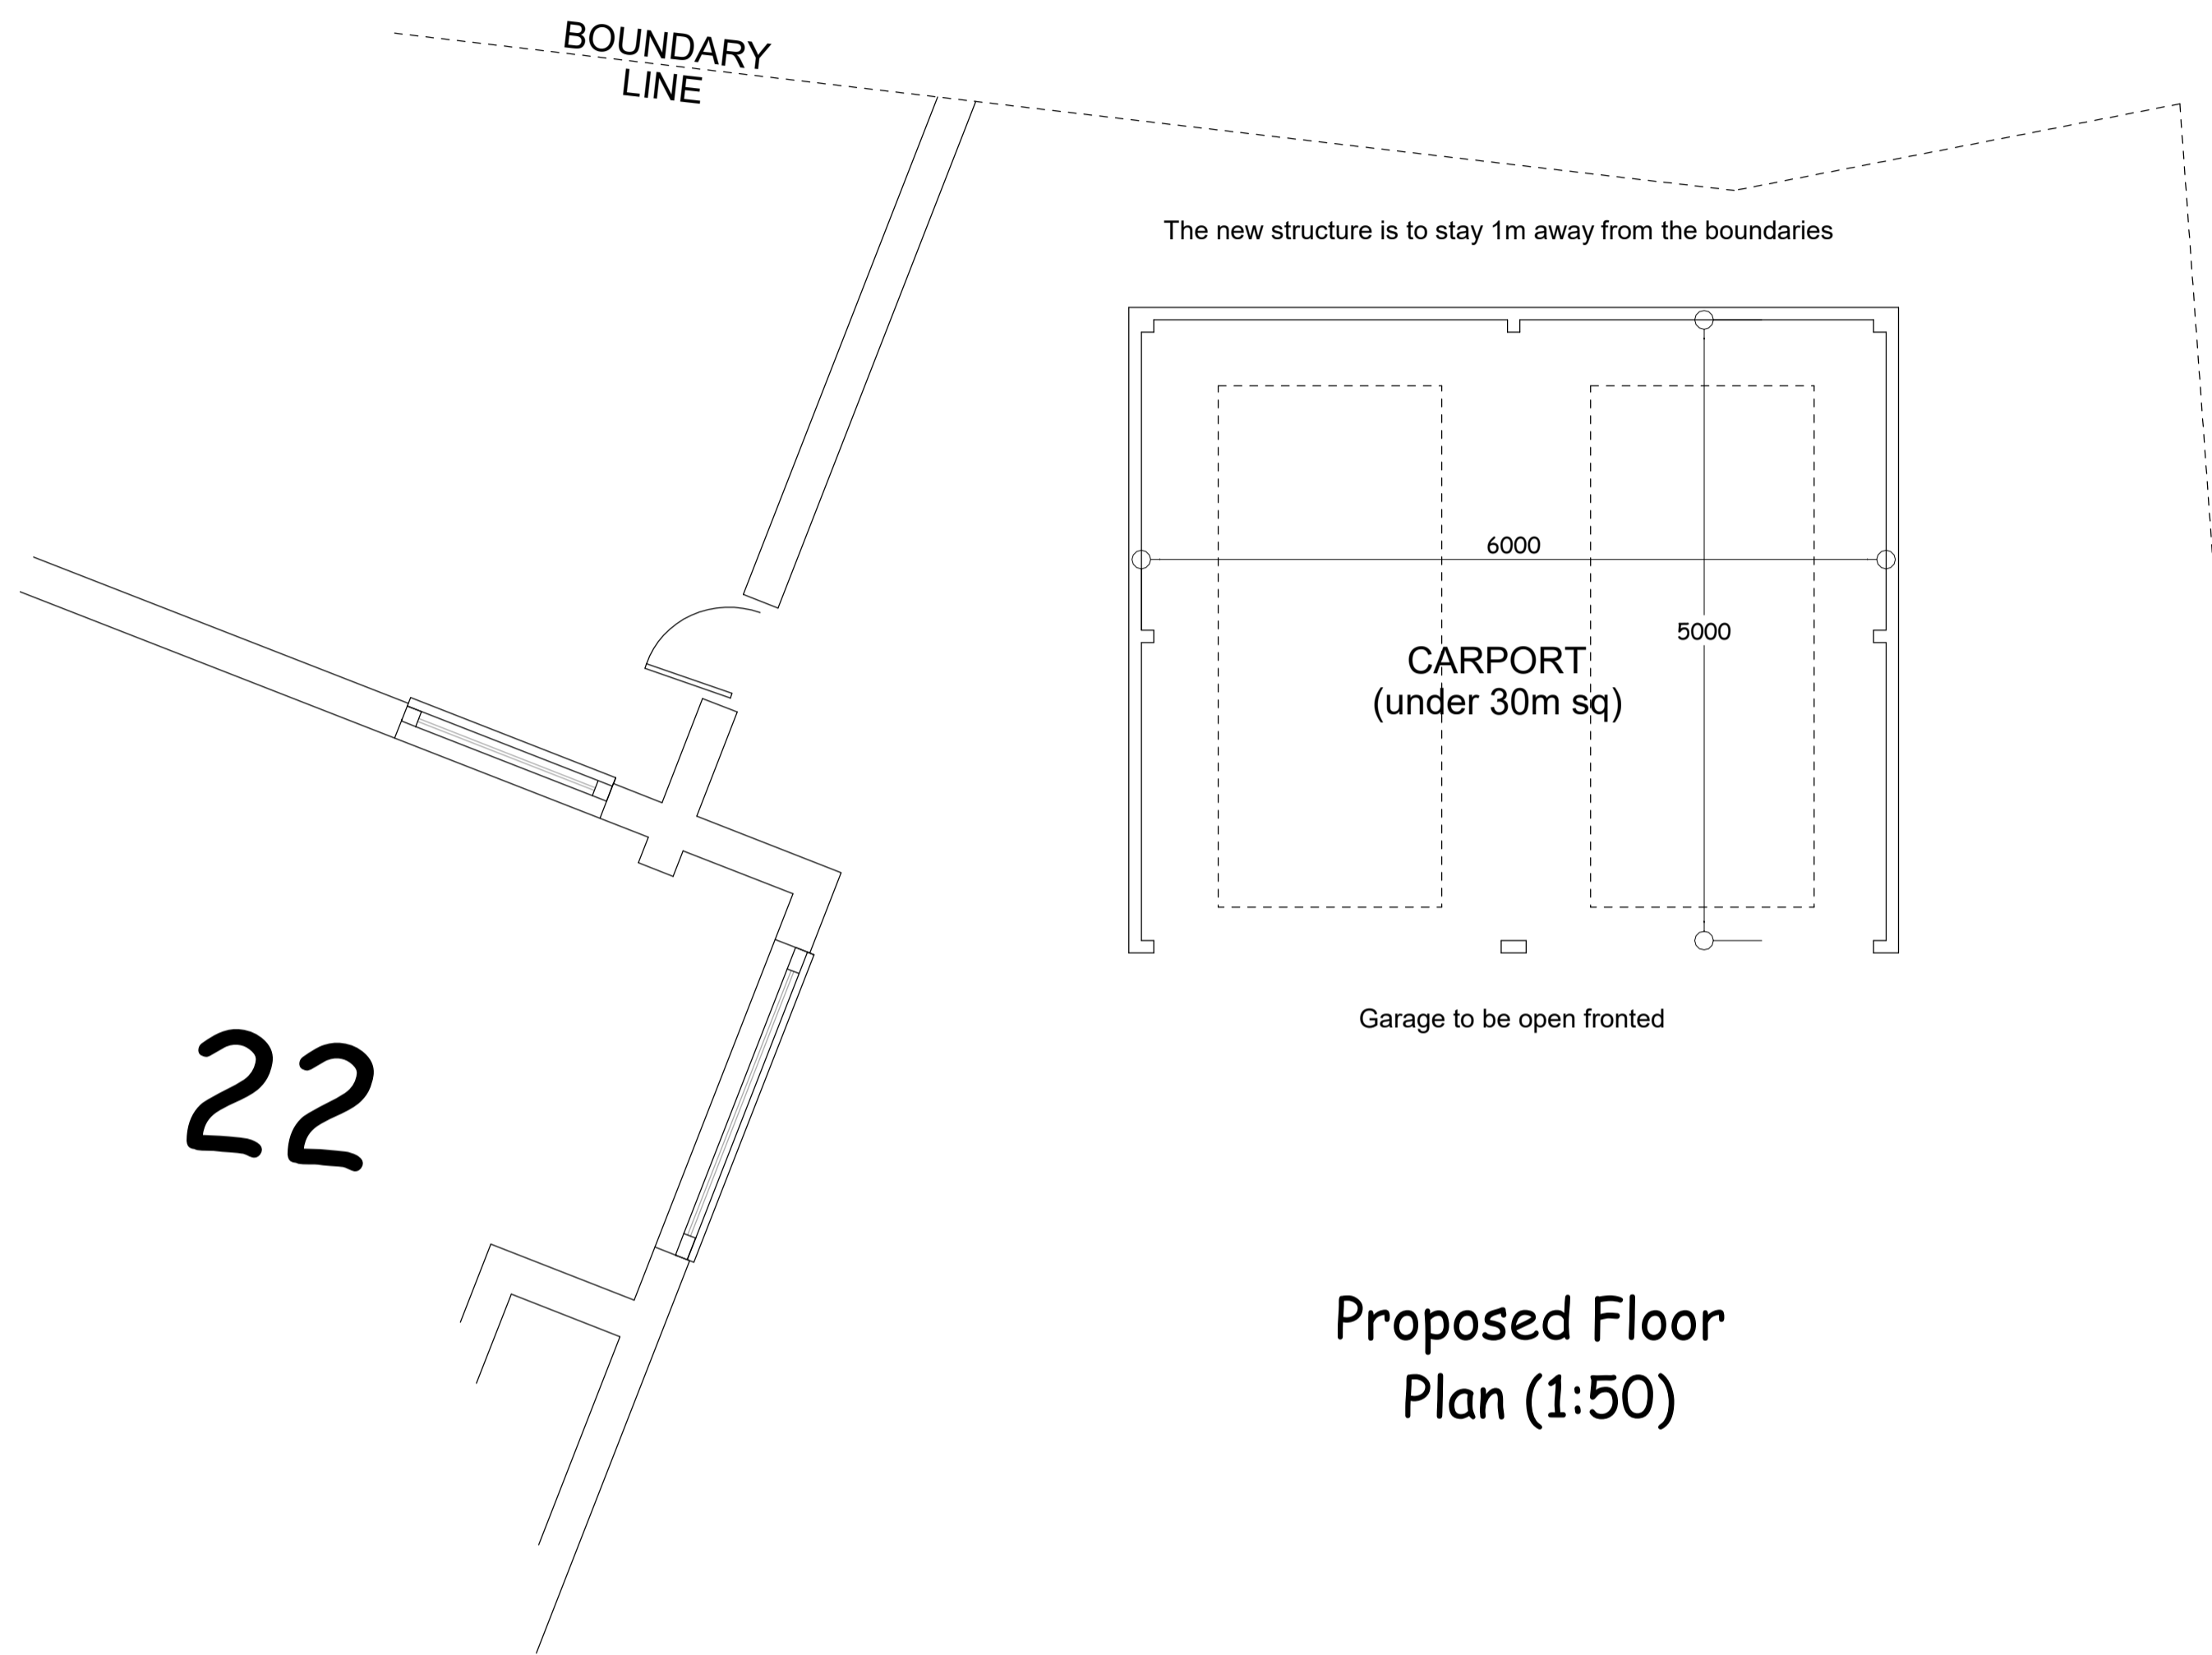 BOUNDARY
LINE
The new structure is to stay 1m away from the boundaries
6000
5000
CARPORT
(under 30m sq)
Garage to be open fronted
22
Proposed Floor
Plan (1:50)